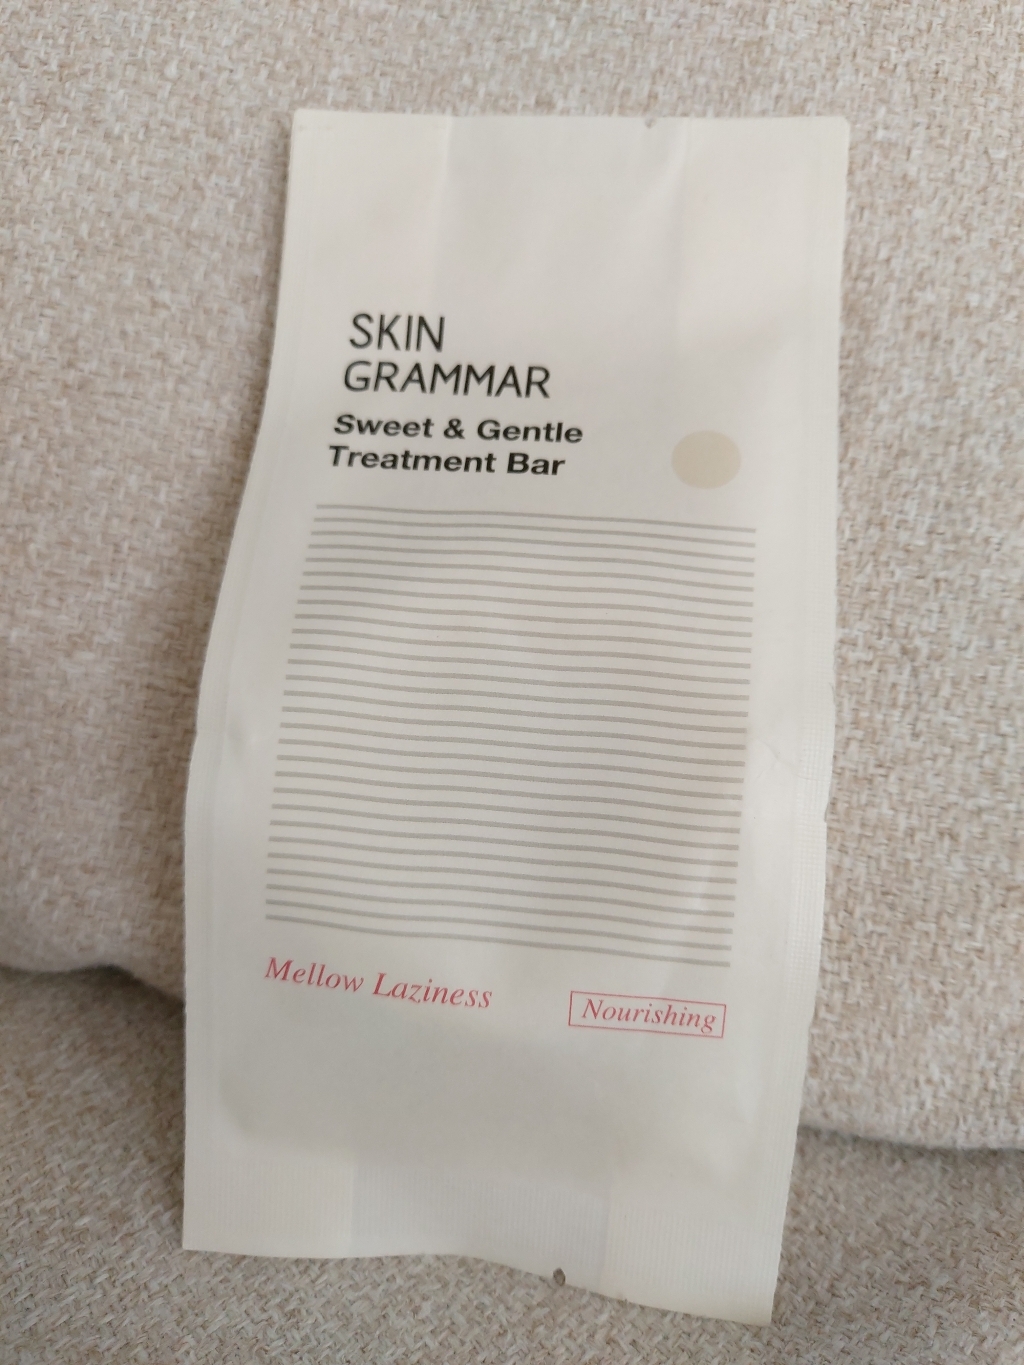 SKIN
GRAMMAR
Sweet & Gentle
Treatment Bar
Mellow Laziness
Nourishing